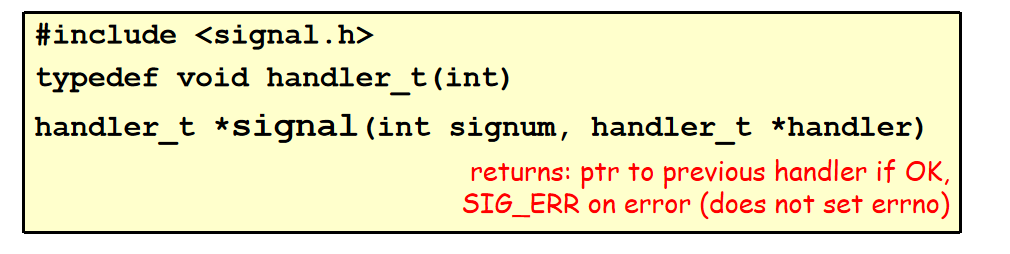 #include <signal.h>
typedef void handler_t(int)
handler_t *signal(int signum, handler_t *handler)
returns: ptr to previous handler if OK,
SIG_ERR on error (does not set errno)